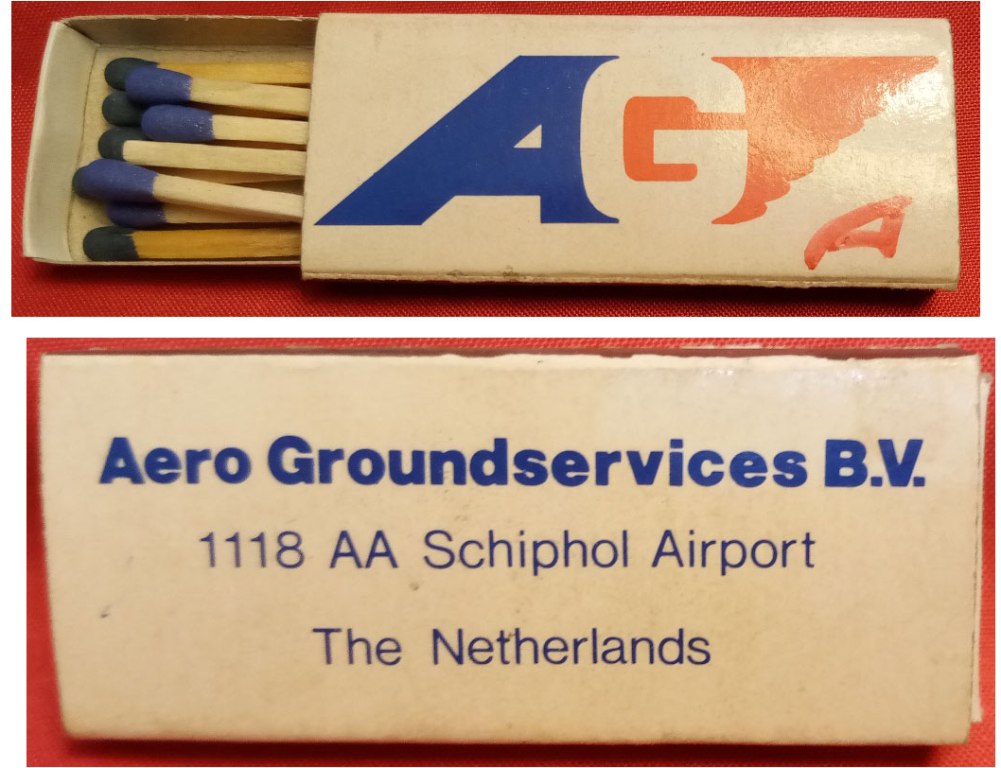 AG
A
Aero Groundservices B.V.
1118 AA Schiphol Airport
The Netherlands